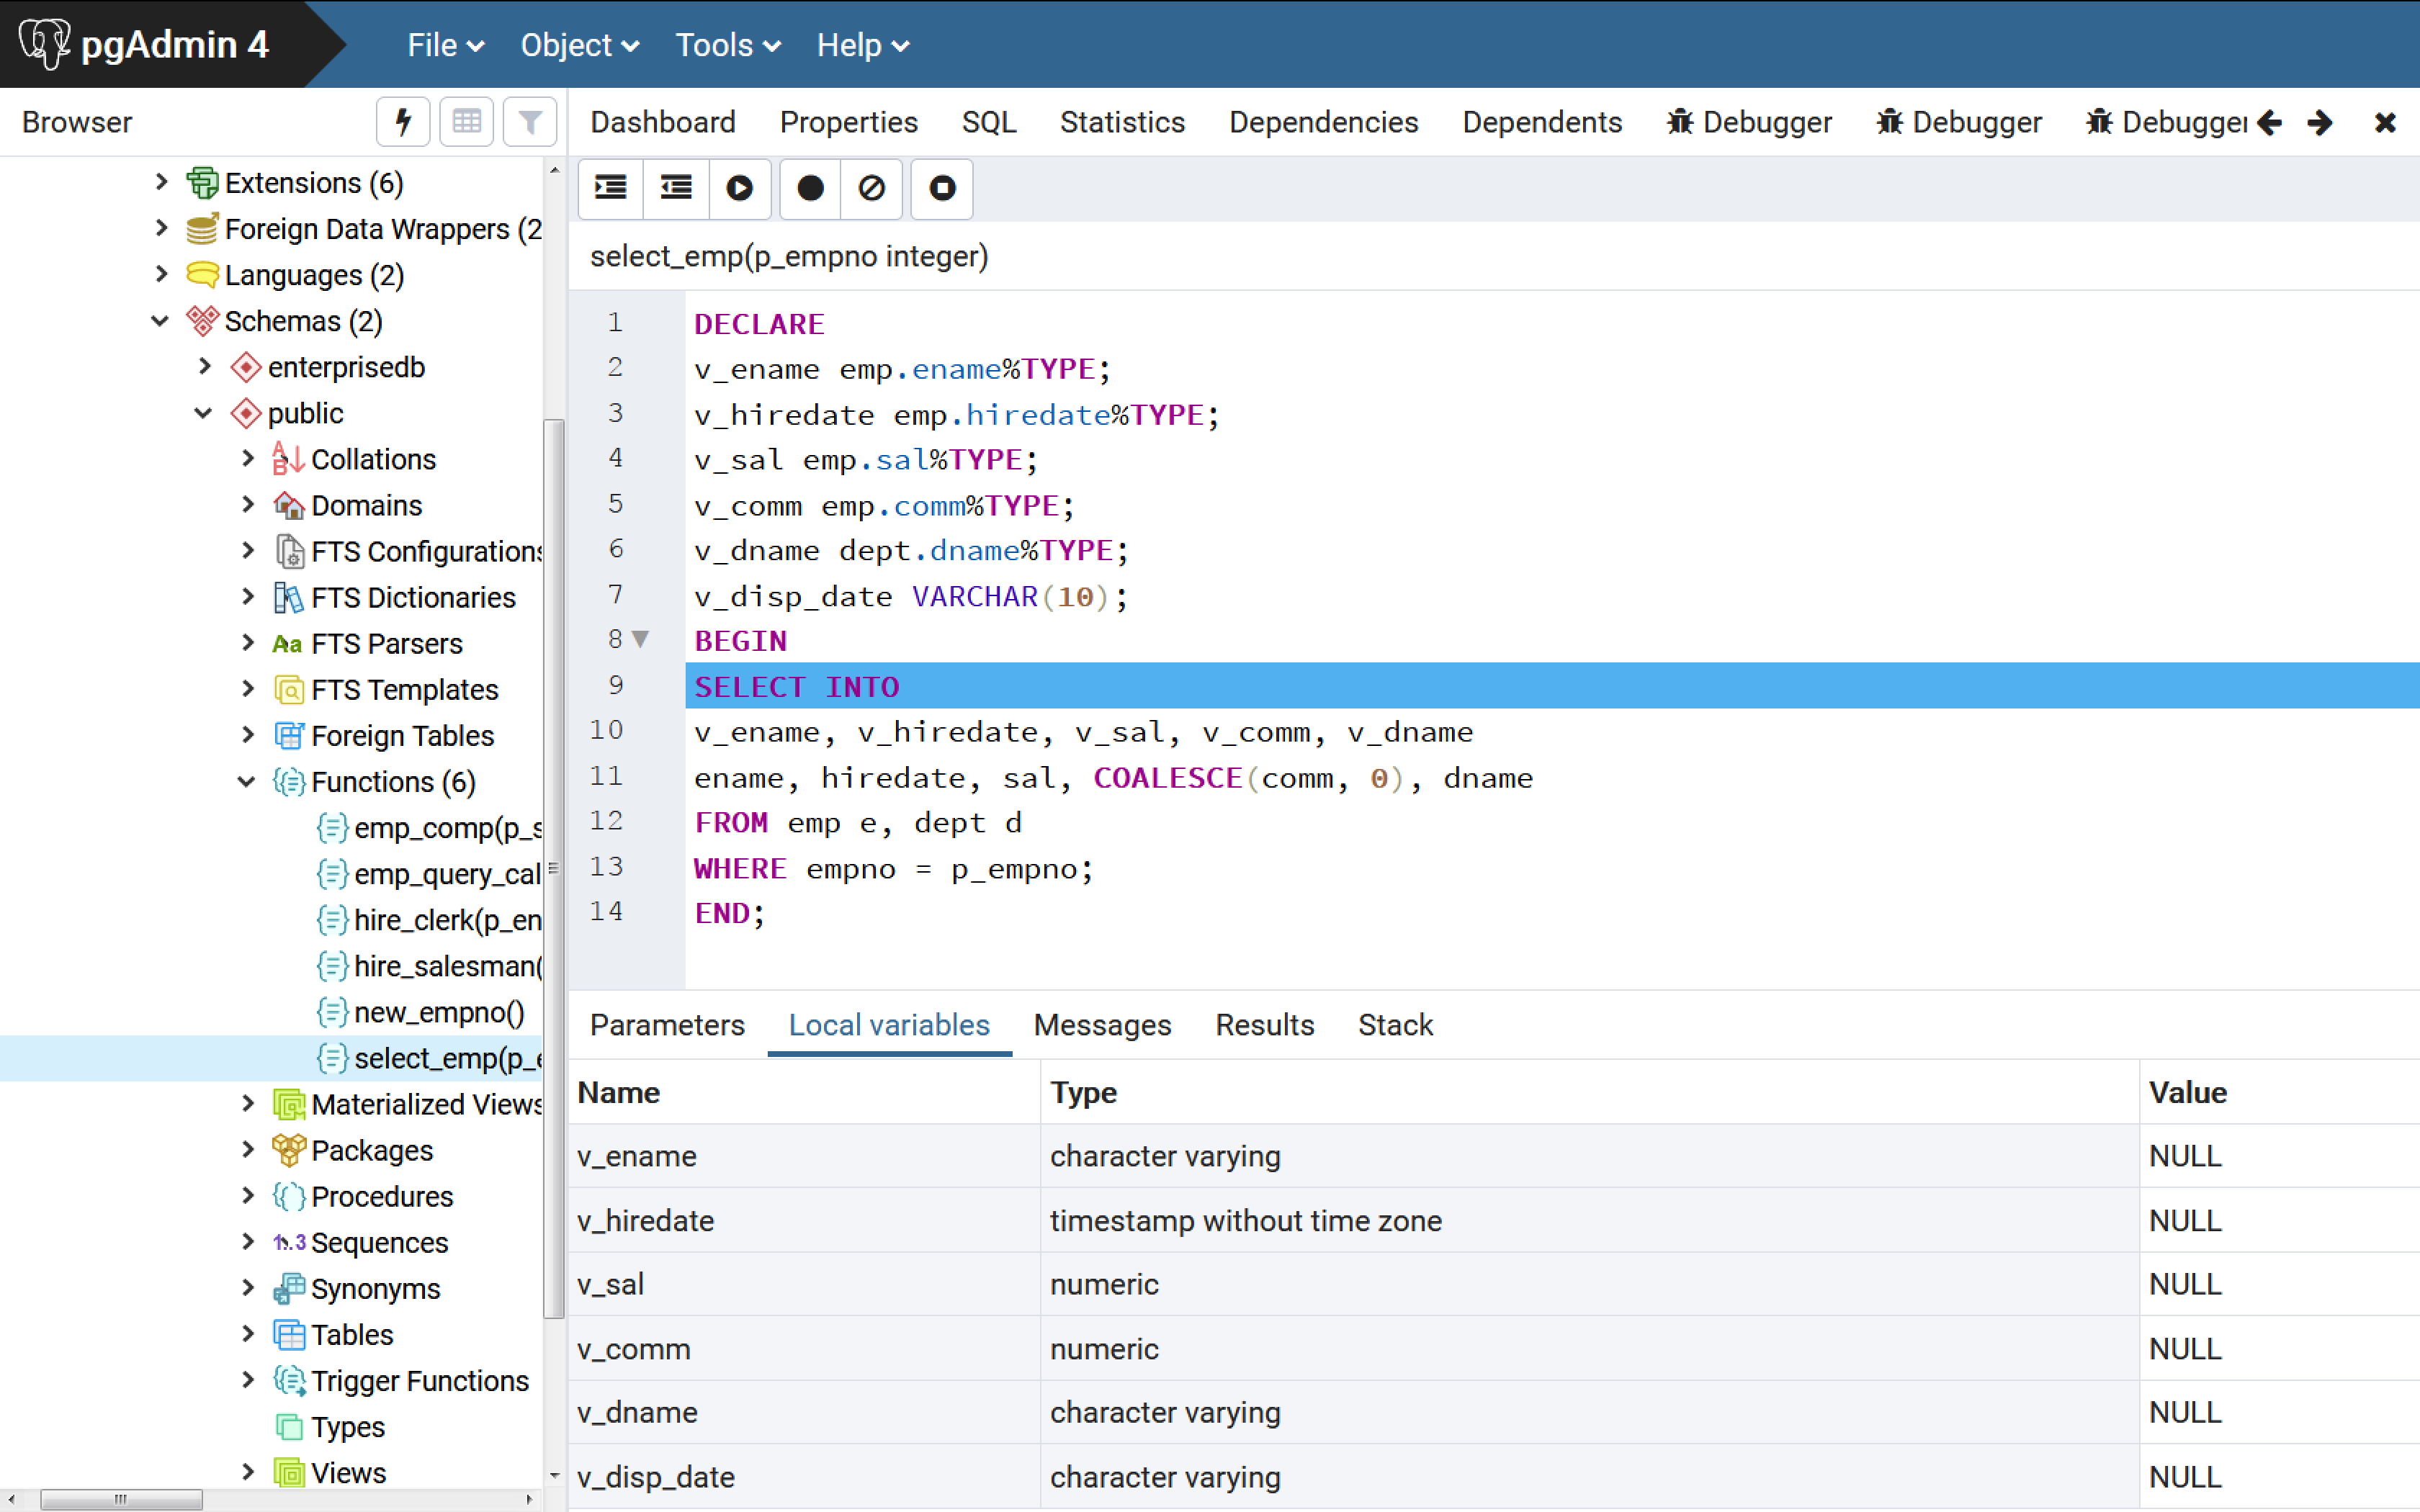 pgAdmin 4
File Object Tools Help
Browser
Dashboard Properties SQL Statistics Dependencies Dependents Debugger Debugger Debugger
Extensions (6)
Foreign Data Wrappers (2
Languages (2)
Schemas (2)
enterprisedb
public
Collations
Domains
FTS Configurations
FTS Dictionaries
Aa FTS Parsers
FTS Templates
Foreign Tables
Functions (6)
emp_comp(p_s
emp_query_cal
hire_clerk(p_en
hire_salesman(
new_empno()
select_emp(p_e
Materialized Views
Packages
Procedures
1..3 Sequences
Synonyms
Tables
Trigger Functions
Types
Views
select_emp(p_empno integer)
1 DECLARE
2 v_ename emp.ename%TYPE;
3 v_hiredate emp.hiredate%TYPE;
4 v_sal emp.sal%TYPE;
5 v_comm emp.comm%TYPE;
6 v_dname dept.dname%TYPE;
7 v_disp_date VARCHAR(10);
8 BEGIN
9 SELECT INTO
10 v_ename, v_hiredate, v_sal, v_comm, v_dname
11 ename, hiredate, sal, COALESCE(comm, 0), dname
12 FROM emp e, dept d
13 WHERE empno = p_empno;
14 END;
Parameters Local variables Messages Results Stack
Name Type Value
v_ename character varying NULL
v_hiredate timestamp without time zone NULL
v_sal numeric NULL
v_comm numeric NULL
v_dname character varying NULL
v_disp_date character varying NULL